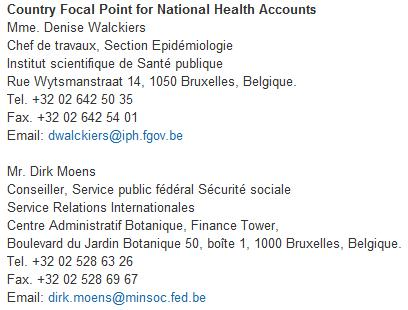 Country Focal Point for National Health Accounts
Mme. Denise Walckiers
Chef de travaux, Section Epidémiologie
Institut scientifique de Santé publique
Rue Wytsmanstraat 14, 1050 Bruxelles, Belgique.
Tel. +32 02 642 50 35
Fax. +32 02 642 54 01
Email: dwalckiers@iph.fgov.be

Mr. Dirk Moens
Conseiller, Service public fédéral Sécurité sociale
Service Relations Internationales
Centre Administratif Botanique, Finance Tower,
Boulevard du Jardin Botanique 50, boîte 1, 1000 Bruxelles, Belgique.
Tel. +32 02 528 63 26
Fax. +32 02 528 69 67
Email: dirk.moens@minsoc.fed.be